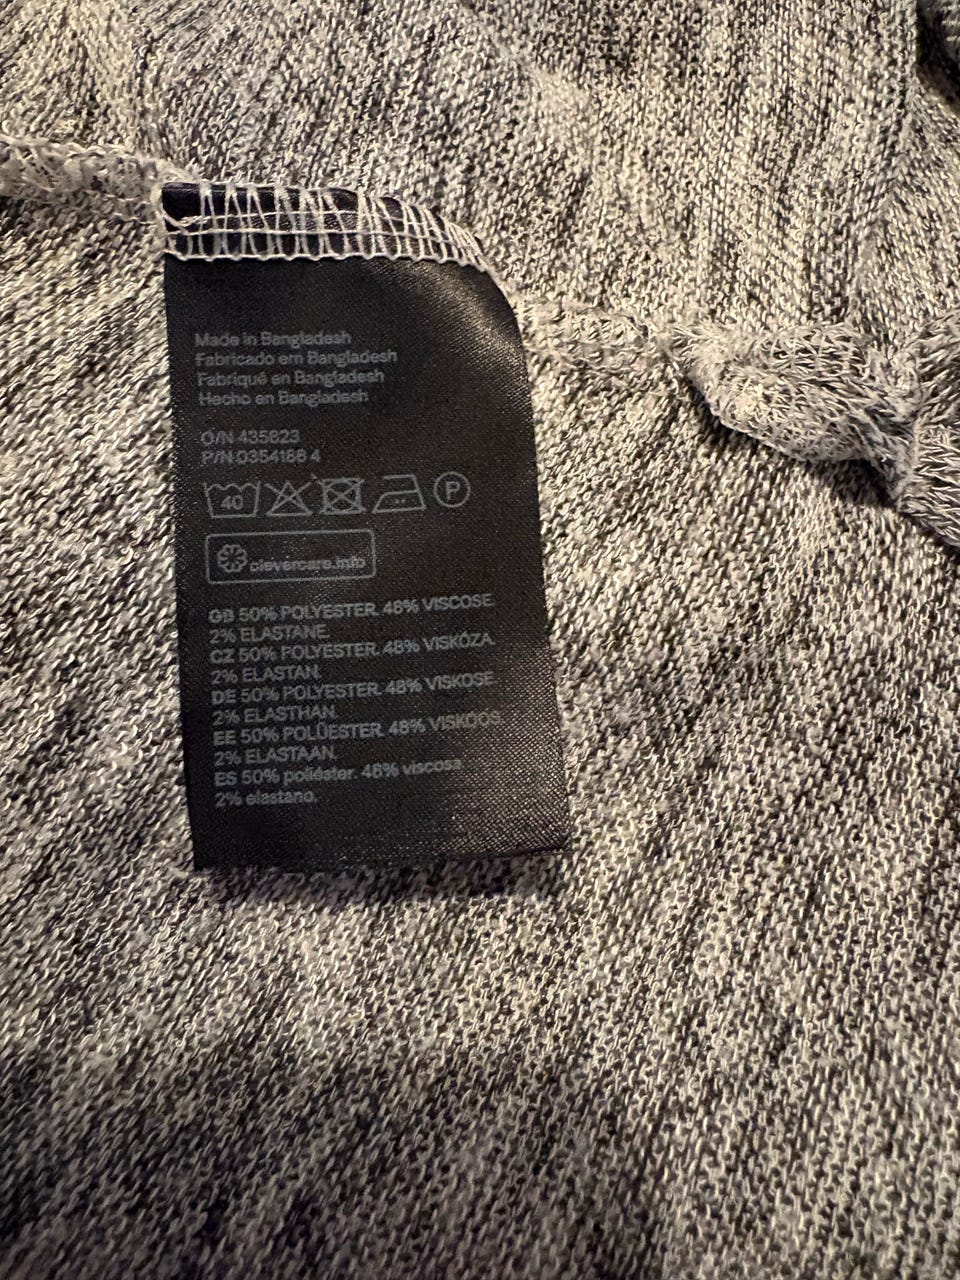 Made in Bangladesh
Fabricado em Bangladesh
Fabriqué en Bangladesh
Hecho en Bangladesh
O/N 435823
P/N 0354188 4
40 P
clevercare.info
GB 50% POLYESTER. 48% VISCOSE.
2% ELASTANE.
CZ 50% POLYESTER. 48% VISKÓZA.
2% ELASTAN.
DE 50% POLYESTER. 48% VISKOSE.
2% ELASTHAN.
EE 50% POLÜESTER. 48% VISKOOS.
2% ELASTAAN.
ES 50% poliéster. 48% viscosa
2% elastano.